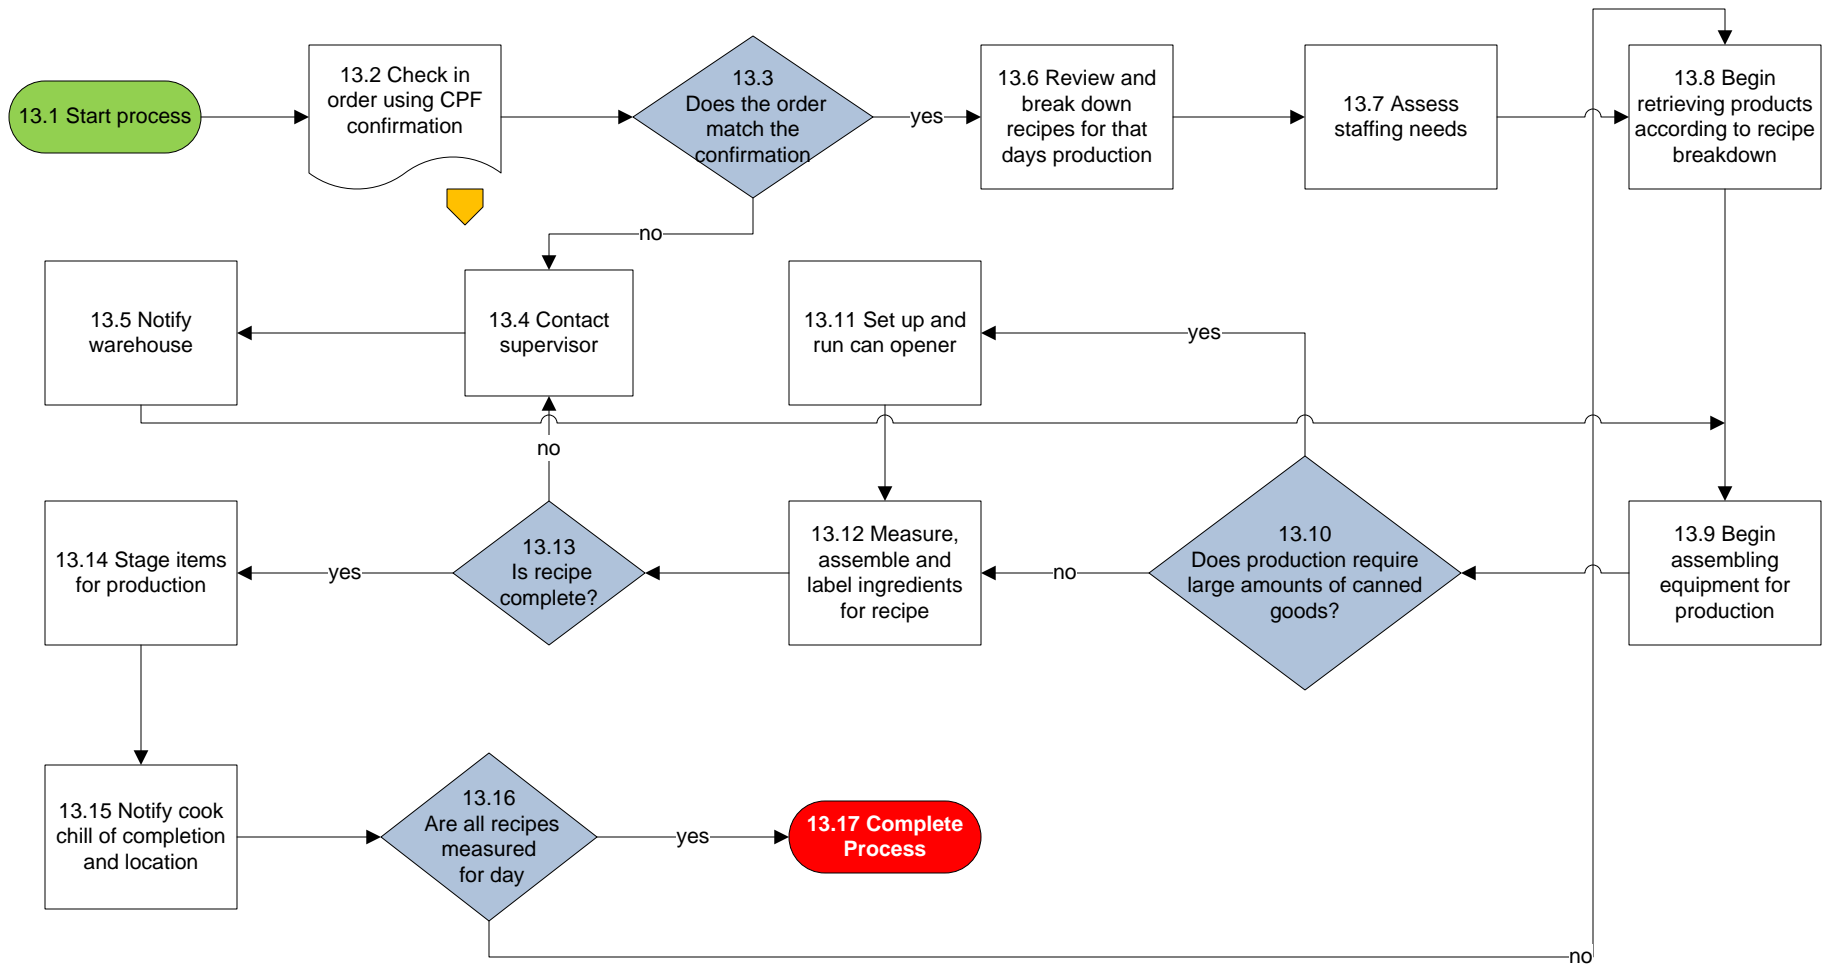 13.1 Start process
13.2 Check in
order using CPF
confirmation
13.3
Does the order
match the
confirmation
yes
no
13.6 Review and
break down
recipes for that
days production
13.7 Assess
staffing needs
13.8 Begin
retrieving products
according to recipe
breakdown
13.5 Notify
warehouse
13.4 Contact
supervisor
13.11 Set up and
run can opener
yes
no
13.14 Stage items
for production
yes
13.13
Is recipe
complete?
13.12 Measure,
assemble and
label ingredients
for recipe
no
13.10
Does production require
large amounts of canned
goods?
13.9 Begin
assembling
equipment for
production
13.15 Notify cook
chill of completion
and location
13.16
Are all recipes
measured
for day
yes
13.17 Complete
Process
no